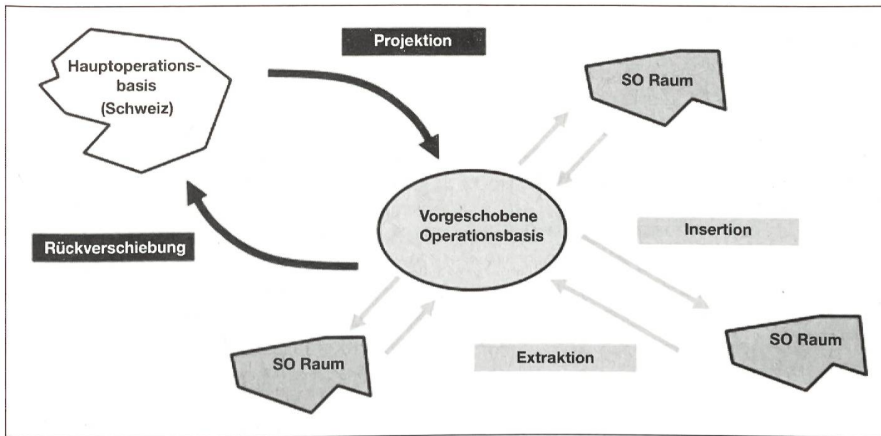 Projektion
Hauptoperations-
basis
(Schweiz)
SO Raum
Vorgeschobene
Operationsbasis
Insertion
Rückverschiebung
SO Raum
Extraktion
SO Raum